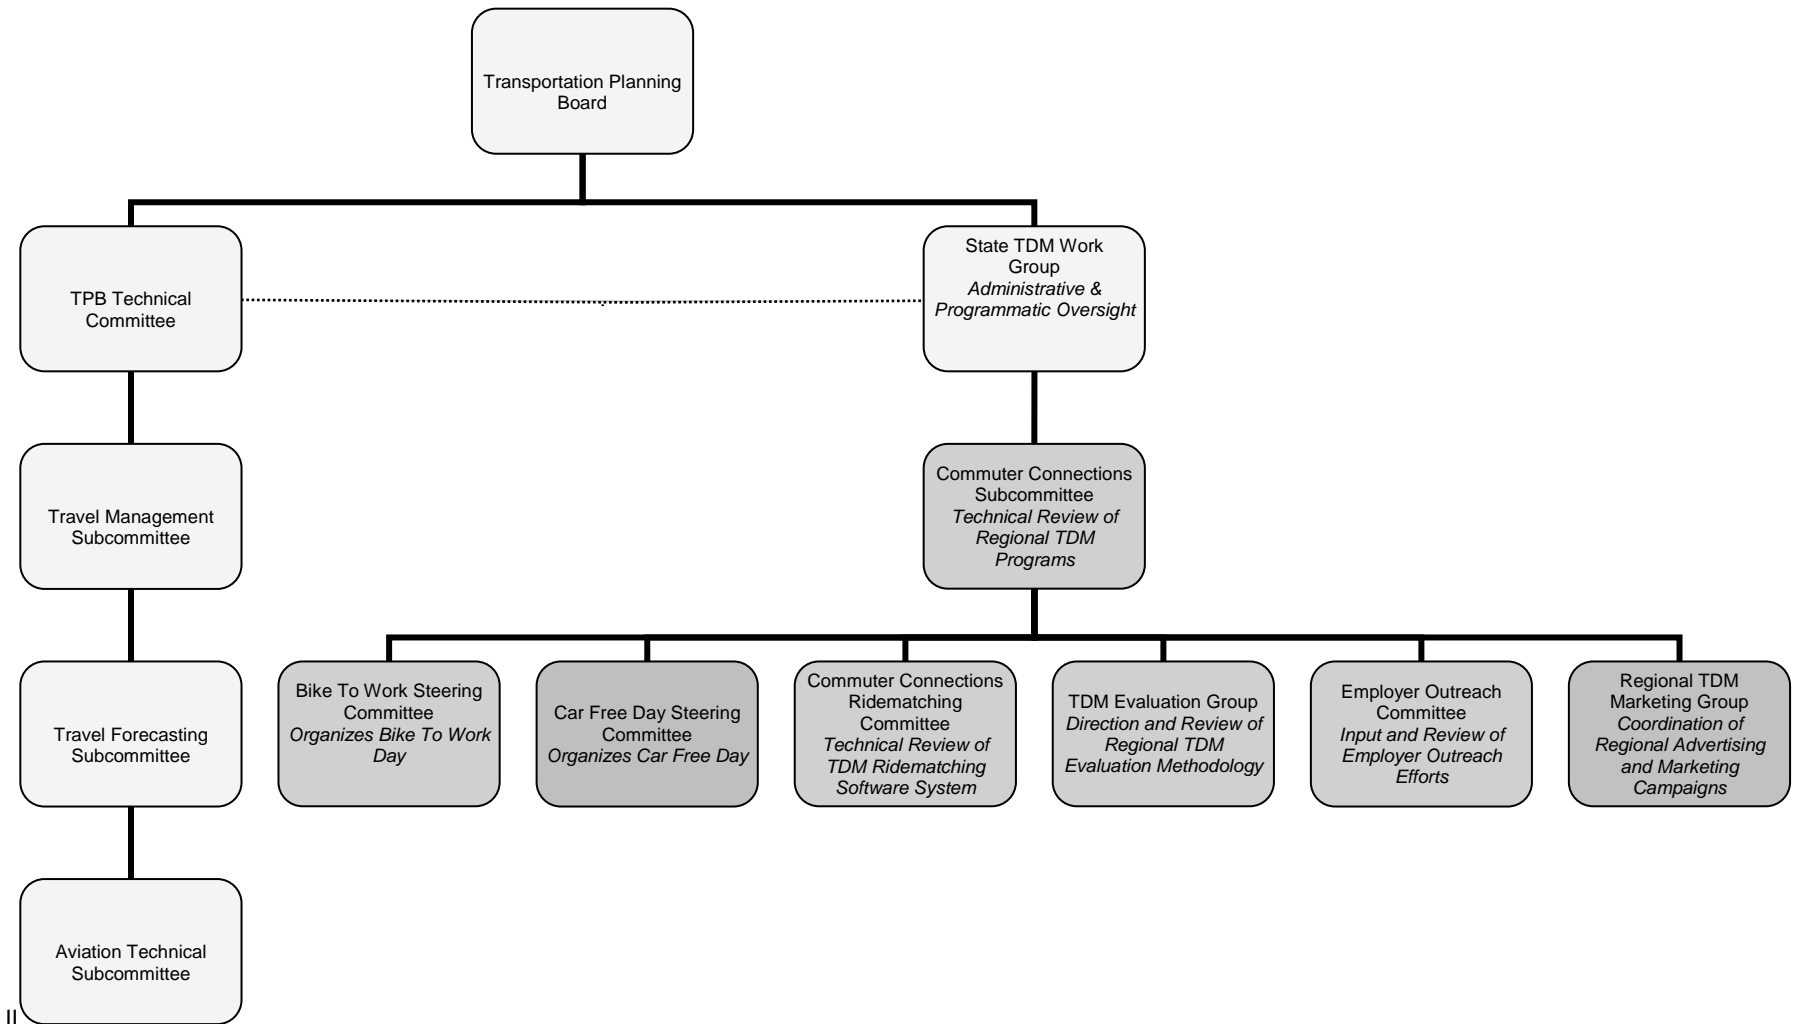 Transportation Planning
Board
TPB Technical
Committee
State TDM Work
Group
Administrative &
Programmatic Oversight
Travel Management
Subcommittee
Commuter Connections
Subcommittee
Technical Review of
Regional TDM
Programs
Travel Forecasting
Subcommittee
Bike To Work Steering
Committee
Organizes Bike To Work
Day
Car Free Day Steering
Committee
Organizes Car Free Day
Commuter Connections
Ridematching
Committee
Technical Review of
TDM Ridematching
Software System
TDM Evaluation Group
Direction and Review of
Regional TDM
Evaluation Methodology
Employer Outreach
Committee
Input and Review of
Employer Outreach
Efforts
Regional TDM
Marketing Group
Coordination of
Regional Advertising
and Marketing
Campaigns
Aviation Technical
Subcommittee
II